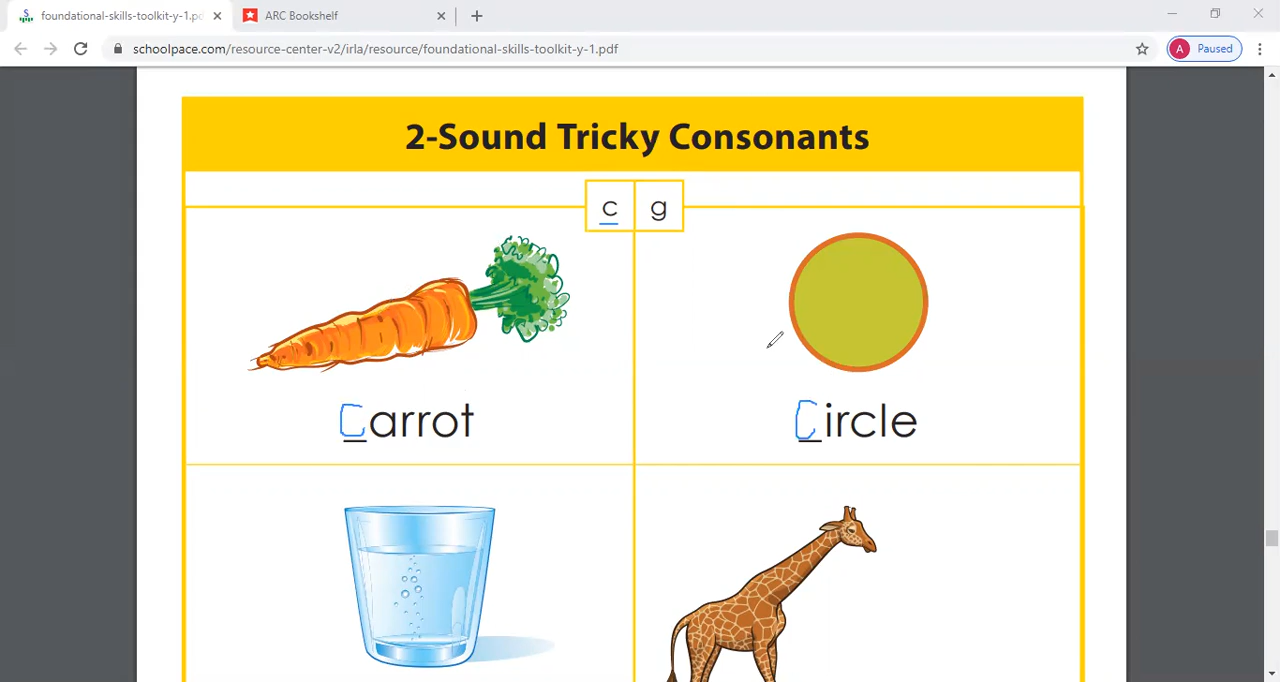 foundational-skills-toolkit-y-1.pdf
ARC Bookshelf
schoolpace.com/resource-center-v2/irla/resource/foundational-skills-toolkit-y-1.pdf
A Paused
2-Sound Tricky Consonants
c g
Carrot
Circle